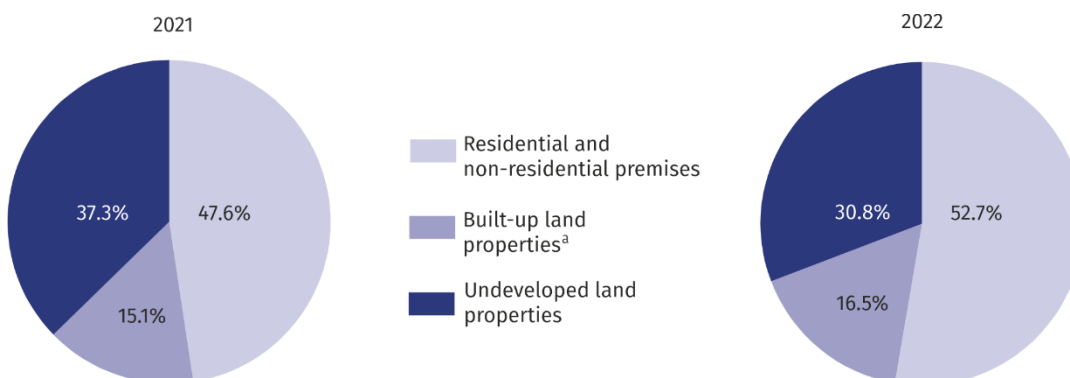 2021
2022
37.3%
47.6%
15.1%
Residential and
non-residential premises
Built-up land
propertiesᵃ
Undeveloped land
properties
30.8%
52.7%
16.5%